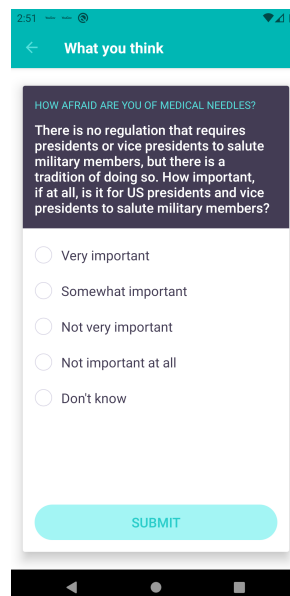 2:51
What you think
HOW AFRAID ARE YOU OF MEDICAL NEEDLES?
There is no regulation that requires
presidents or vice presidents to salute
military members, but there is a
tradition of doing so. How important,
if at all, is it for US presidents and vice
presidents to salute military members?
Very important
Somewhat important
Not very important
Not important at all
Don't know
SUBMIT